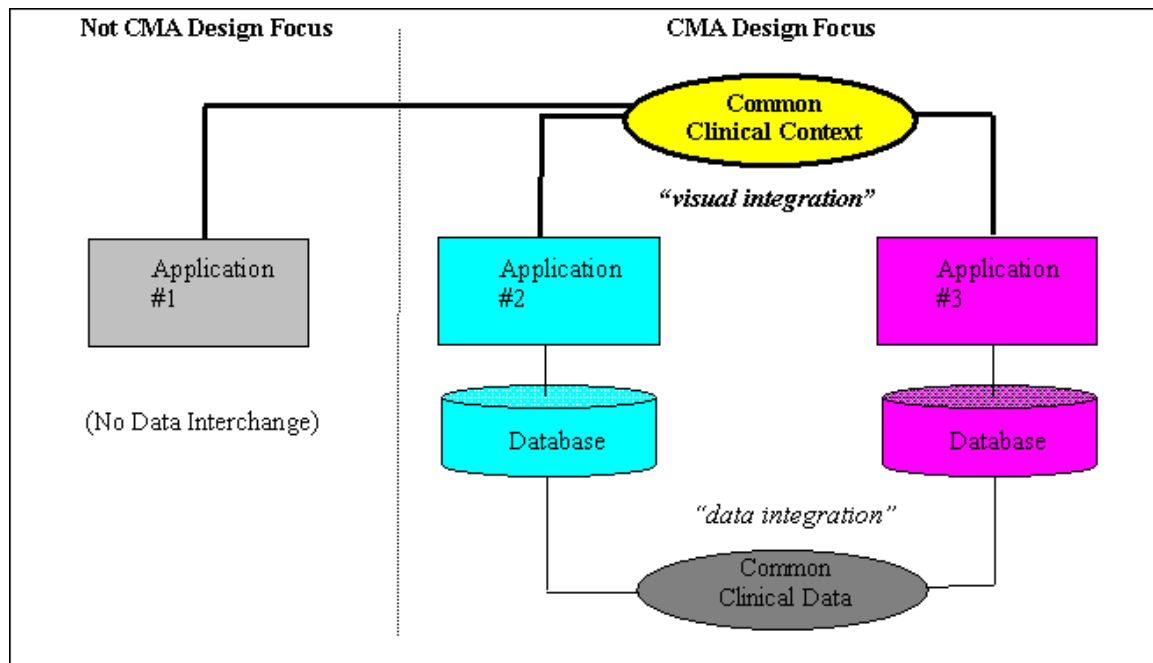 Not CMA Design Focus
CMA Design Focus
Common
Clinical Context
“visual integration”
Application
#1
Application
#2
Application
#3
(No Data Interchange)
Database
Database
“data integration”
Common
Clinical Data